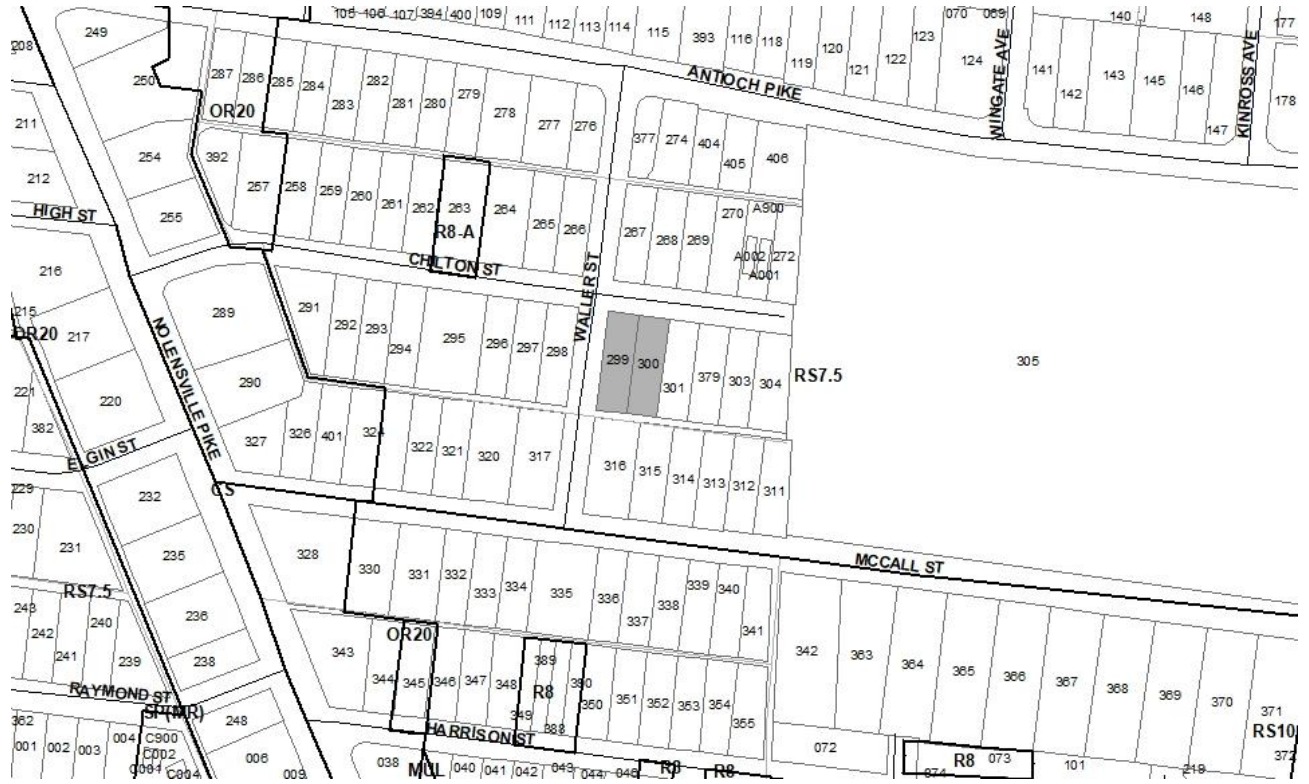 105 106 107 394 400 109 111 112 113 114 115 393 116 118 119 120 121 122 123 070 069 124 140 148 177
249 208 250 287 286 285 284 283 282 281 280 279 278 277 276
ANTIOCH PIKE
WINGATE AVE
141 142 143 145 146 147
KINROSS AVE
178
OR20
211 254 392 257 258 259 260 261 262 263 264 265 266
377 274 404 405 406
212 255
R8-A
267 268 269 270 A900 A002 A001 272
HIGH ST
CHILTON ST
WALLER ST
216 289 291 292 293 294 295 296 297 298
299 300 301 379 303 304
RS7.5
305
215
OR20
217 290
NOLENSVILLE PIKE
221 220 382 327 326 401 324 322 321 320 317
316 315 314 313 312 311
ELGIN ST
229 232 CS
230 231 235 328 330 331 332 333 334 335 336 337 338 339 340 341
MCCALL ST
RS7.5
243 242 241 240 239 236 238
OR20
343 344 345 346 347 348 349 389 R8 388 390 350 351 352 353 354 355
342 363 364 365 366 367 368 369 370 371
RS10
372
RAYMOND ST
SP(MR)
248
HARRISON ST
362 001 002 003 004 C900 C002 C001 C004 006 009
038 MUL 040 041 042 043 044 046 R8 R8
072 074 073 R8 101 219